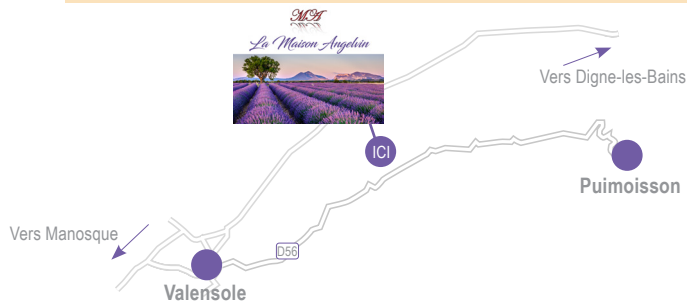 MA
La Maison Angelvin
Vers Digne-les-Bains
ICI
Puimoisson
Vers Manosque
D56
Valensole